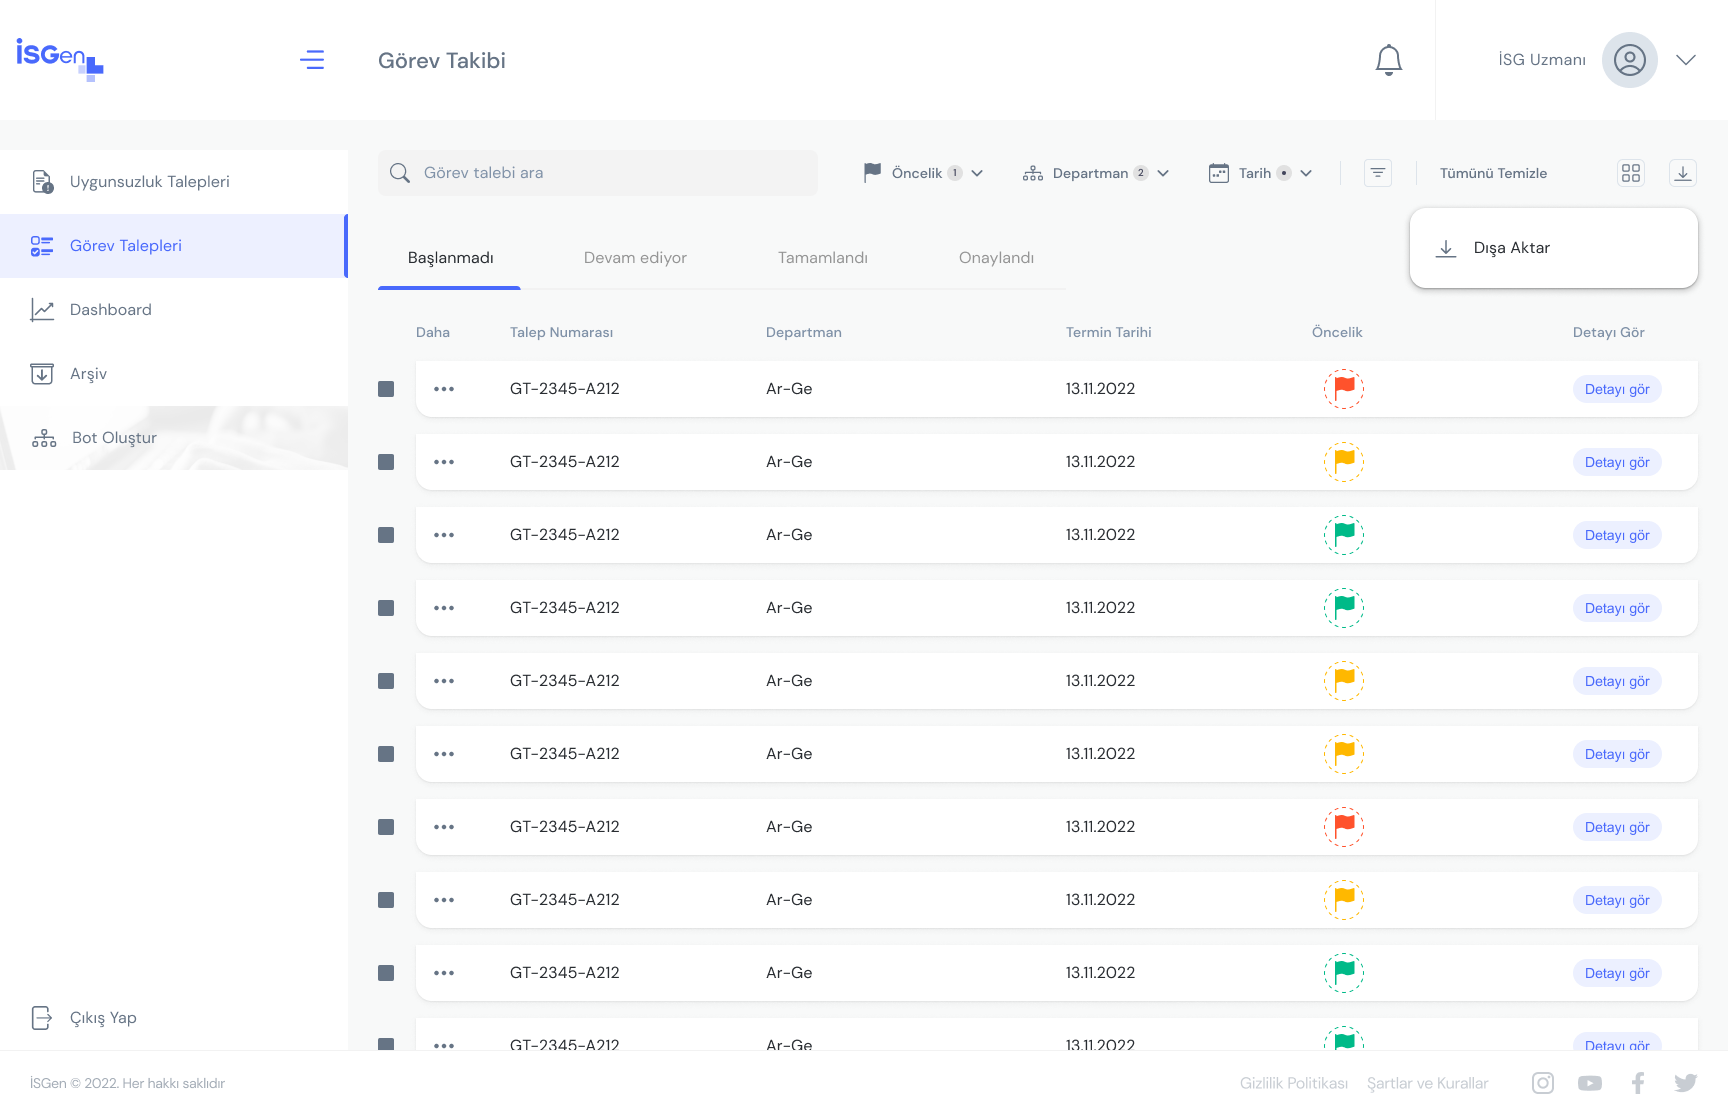 İSGen
Görev Takibi
İSG Uzmanı
Uygunsuzluk Talepleri
Görev Talepleri
Dashboard
Arşiv
Bot Oluştur
Çıkış Yap
Görev talebi ara
Öncelik 1
Departman 2
Tarih •
Tümünü Temizle
Dışa Aktar
Başlanmadı Devam ediyor Tamamlandı Onaylandı
Daha Talep Numarası Departman Termin Tarihi Öncelik Detayı Gör
GT-2345-A212 Ar-Ge 13.11.2022 Detayı gör
GT-2345-A212 Ar-Ge 13.11.2022 Detayı gör
GT-2345-A212 Ar-Ge 13.11.2022 Detayı gör
GT-2345-A212 Ar-Ge 13.11.2022 Detayı gör
GT-2345-A212 Ar-Ge 13.11.2022 Detayı gör
GT-2345-A212 Ar-Ge 13.11.2022 Detayı gör
GT-2345-A212 Ar-Ge 13.11.2022 Detayı gör
GT-2345-A212 Ar-Ge 13.11.2022 Detayı gör
GT-2345-A212 Ar-Ge 13.11.2022 Detayı gör
GT-2345-A212 Ar-Ge 13.11.2022 Detayı gör
İSGen © 2022. Her hakkı saklıdır
Gizlilik Politikası Şartlar ve Kurallar